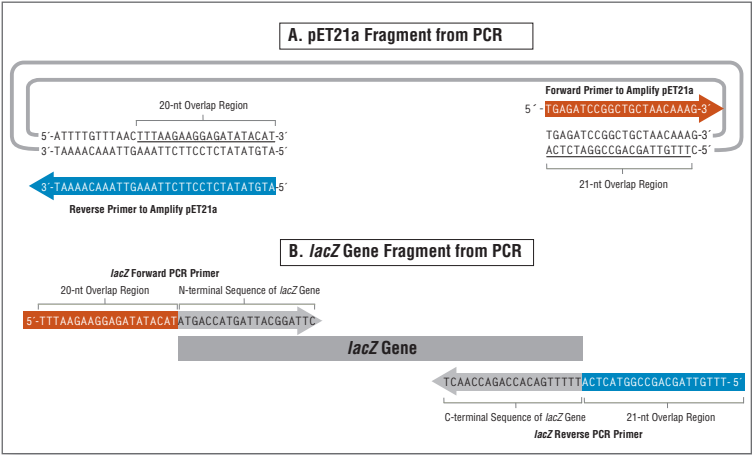 A. pET21a Fragment from PCR
Forward Primer to Amplify pET21a
5´-TGAGATCCGGCTGCTAACAAAG-3´
20-nt Overlap Region
5´-ATTTTGTTTAACTTTAAGAAGGAGATATACAT-3´
3´-TAAAACAAATTGAAATTCTTCCTCTATATGTA-5´
TGAGATCCGGCTGCTAACAAAG-3´
ACTCTAGGCCGACGATTGTTTC-5´
21-nt Overlap Region
3´-TAAAACAAATTGAAATTCTTCCTCTATATGTA-5´
Reverse Primer to Amplify pET21a
B. lacZ Gene Fragment from PCR
lacZ Forward PCR Primer
20-nt Overlap Region N-terminal Sequence of lacZ Gene
5´-TTTAAGAAGGAGATATACATATGACCATGATTACGGATTC
lacZ Gene
TCAACCAGACCACAGTTTTTACTCATGGCCGACGATTGTTT-5´
C-terminal Sequence of lacZ Gene 21-nt Overlap Region
lacZ Reverse PCR Primer